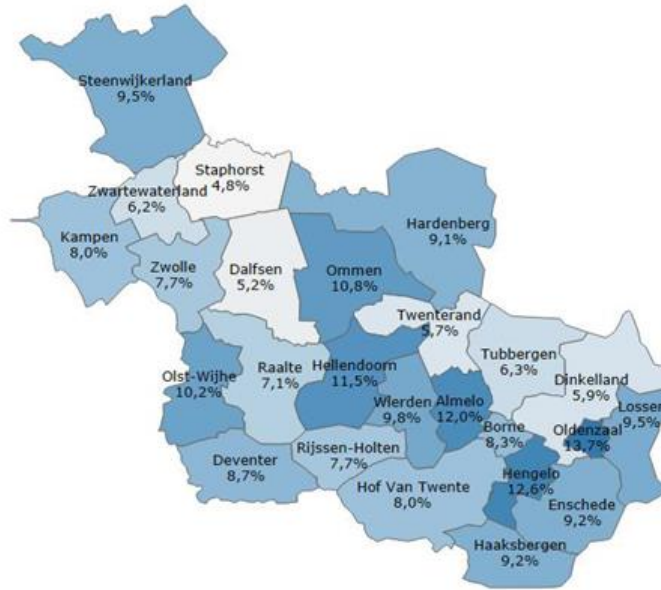 Steenwijkerland
9,5%
Staphorst
4,8%
Zwartewaterland
6,2%
Hardenberg
9,1%
Kampen
8,0%
Zwolle
7,7%
Dalfsen
5,2%
Ommen
10,8%
Twenterand
5,7%
Tubbergen
6,3%
Dinkelland
5,9%
Olst-Wijhe
10,2%
Raalte
7,1%
Hellendoorn
11,5%
Wierden
9,8%
Almelo
12,0%
Borne
8,3%
Oldenzaal
13,7%
Losser
9,5%
Deventer
8,7%
Rijssen-Holten
7,7%
Hof Van Twente
8,0%
Hengelo
12,6%
Enschede
9,2%
Haaksbergen
9,2%